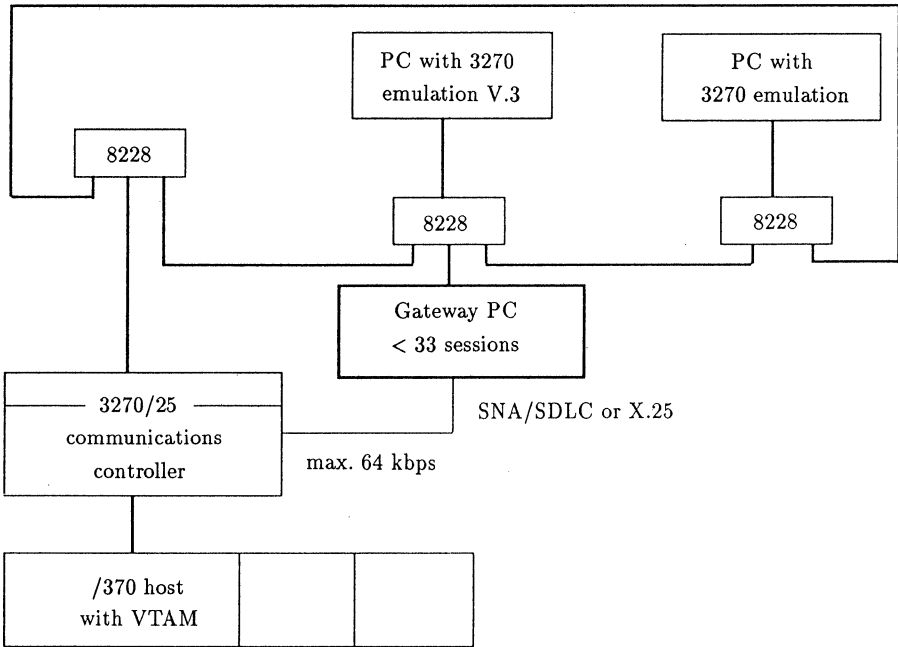 PC with 3270
emulation V.3
PC with
3270 emulation
8228
8228
8228
Gateway PC
< 33 sessions
SNA/SDLC or X.25
3270/25
communications
controller
max. 64 kbps
/370 host
with VTAM